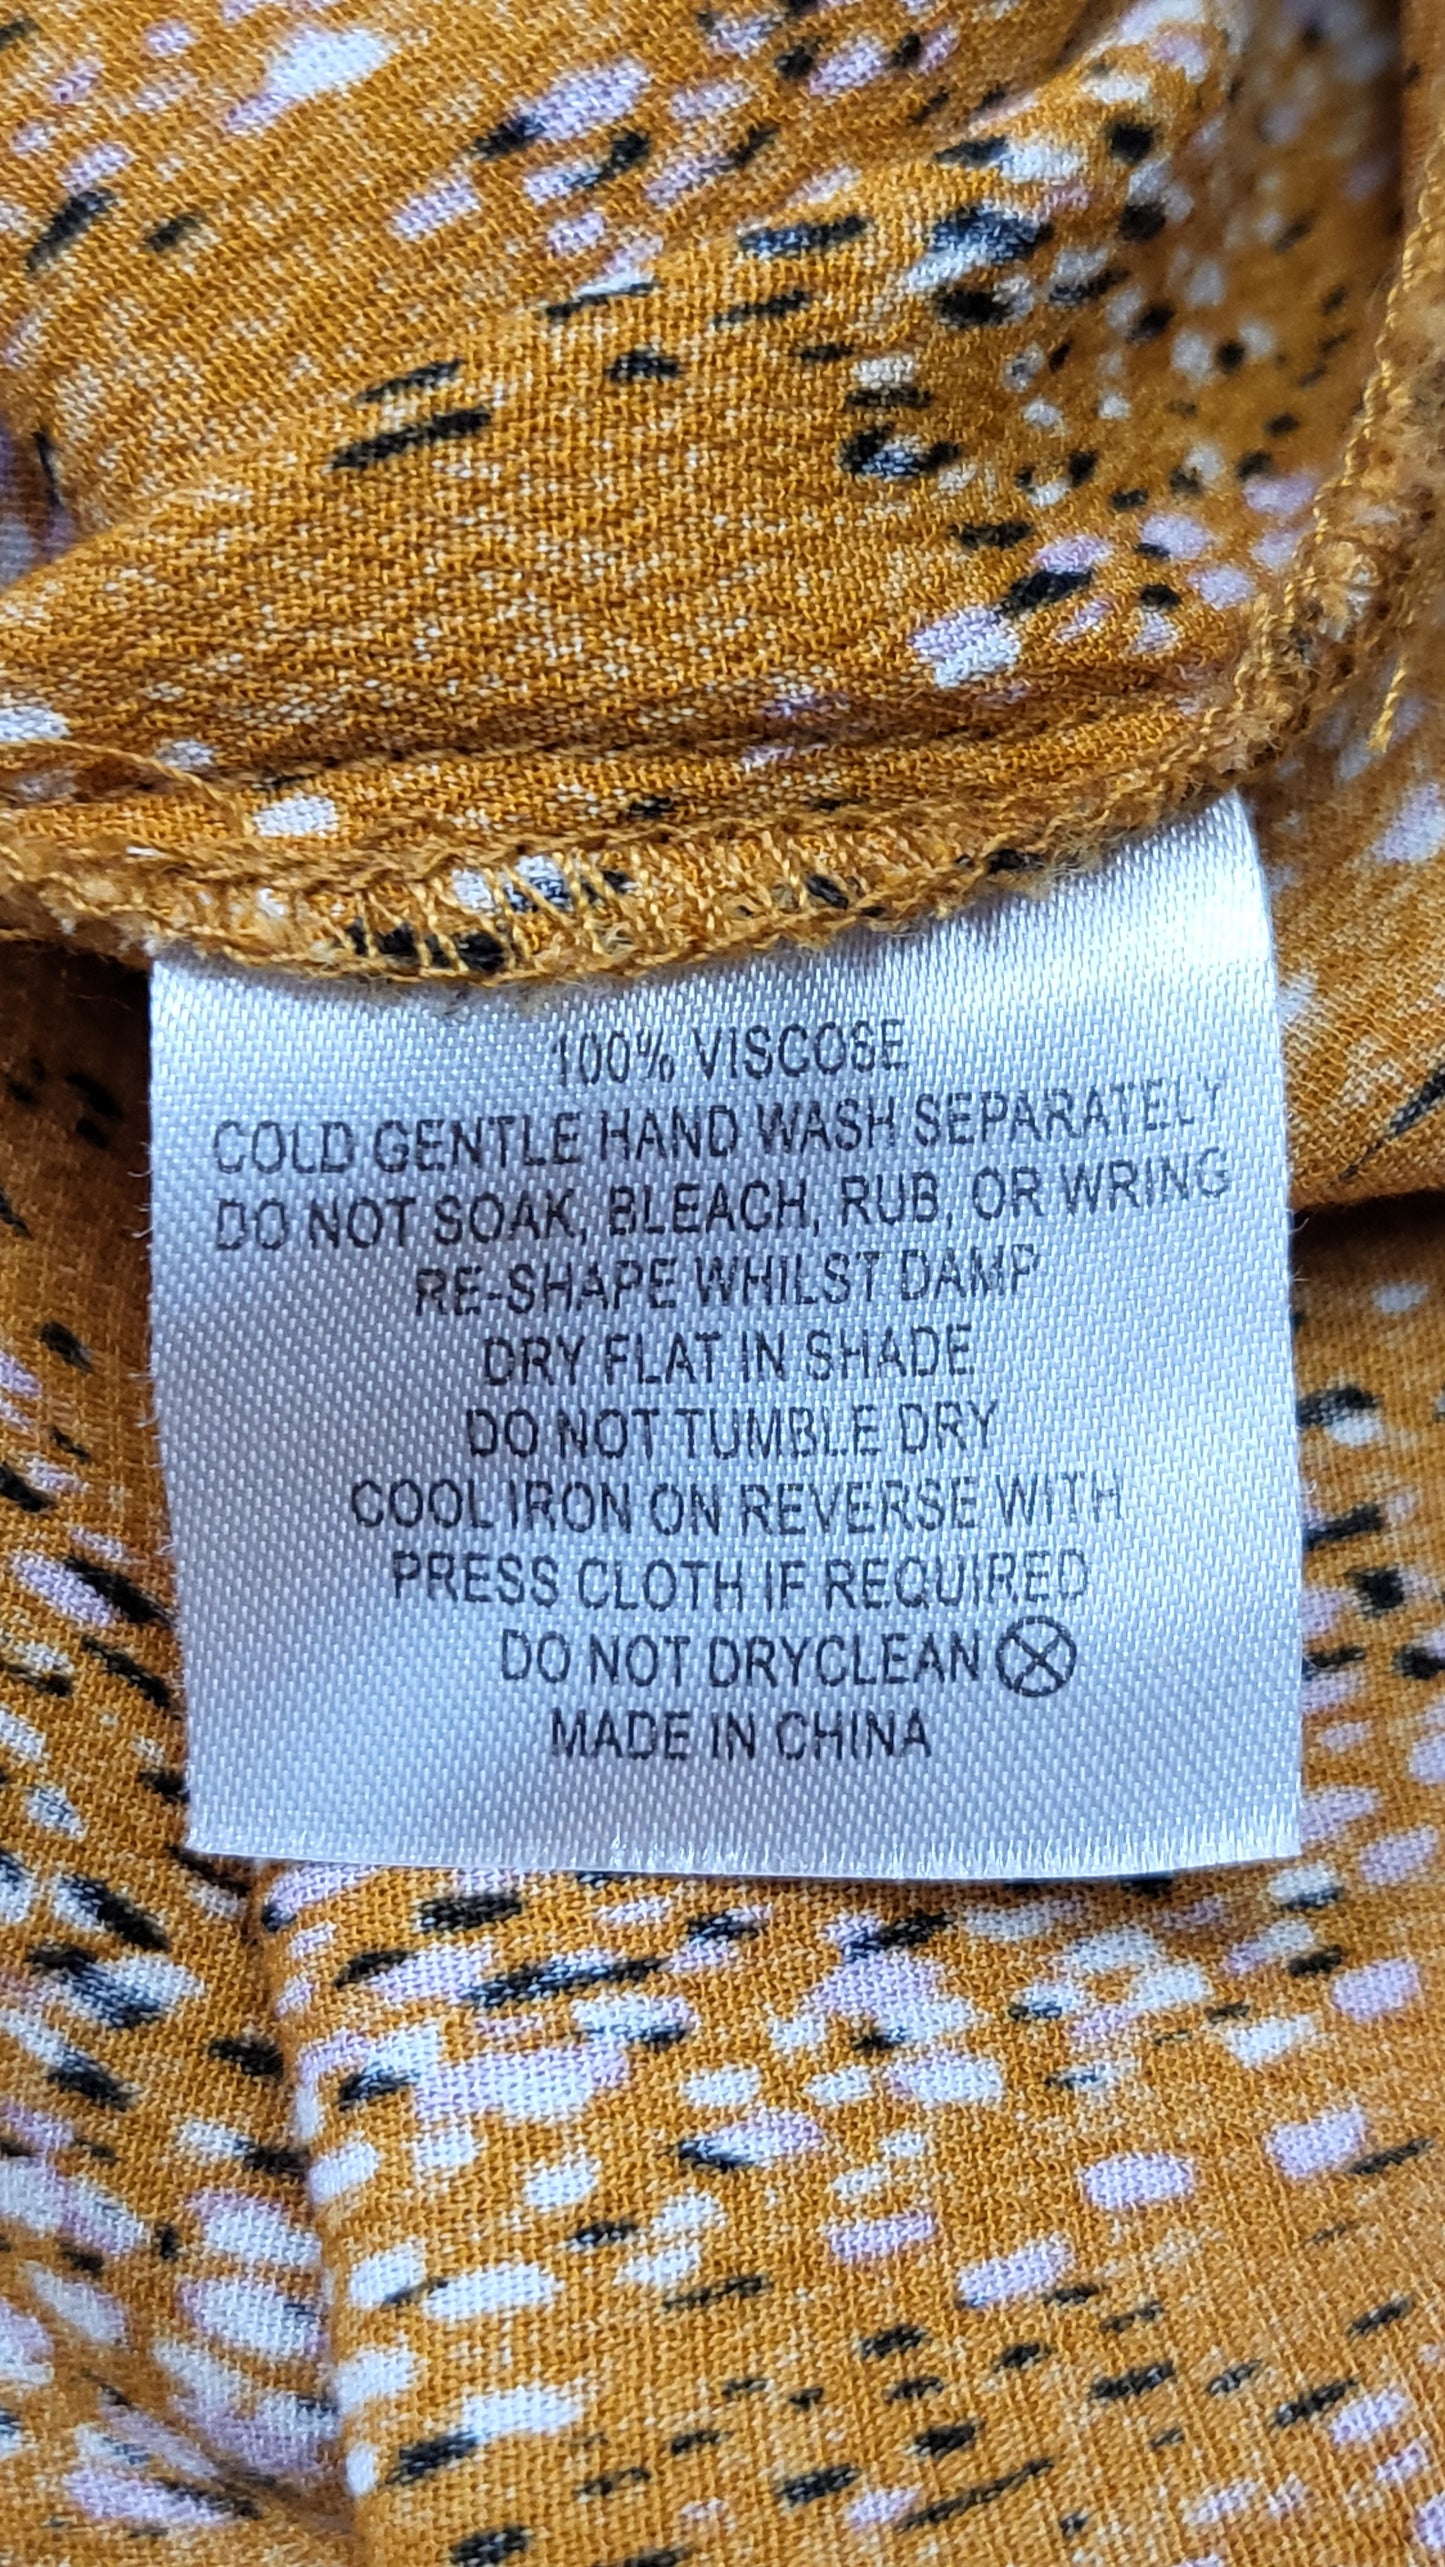 100% VISCOSE
COLD GENTLE HAND WASH SEPARATELY
DO NOT SOAK, BLEACH, RUB, OR WRING
RE-SHAPE WHILST DAMP
DRY FLAT IN SHADE
DO NOT TUMBLE DRY
COOL IRON ON REVERSE WITH
PRESS CLOTH IF REQUIRED
DO NOT DRYCLEAN
MADE IN CHINA